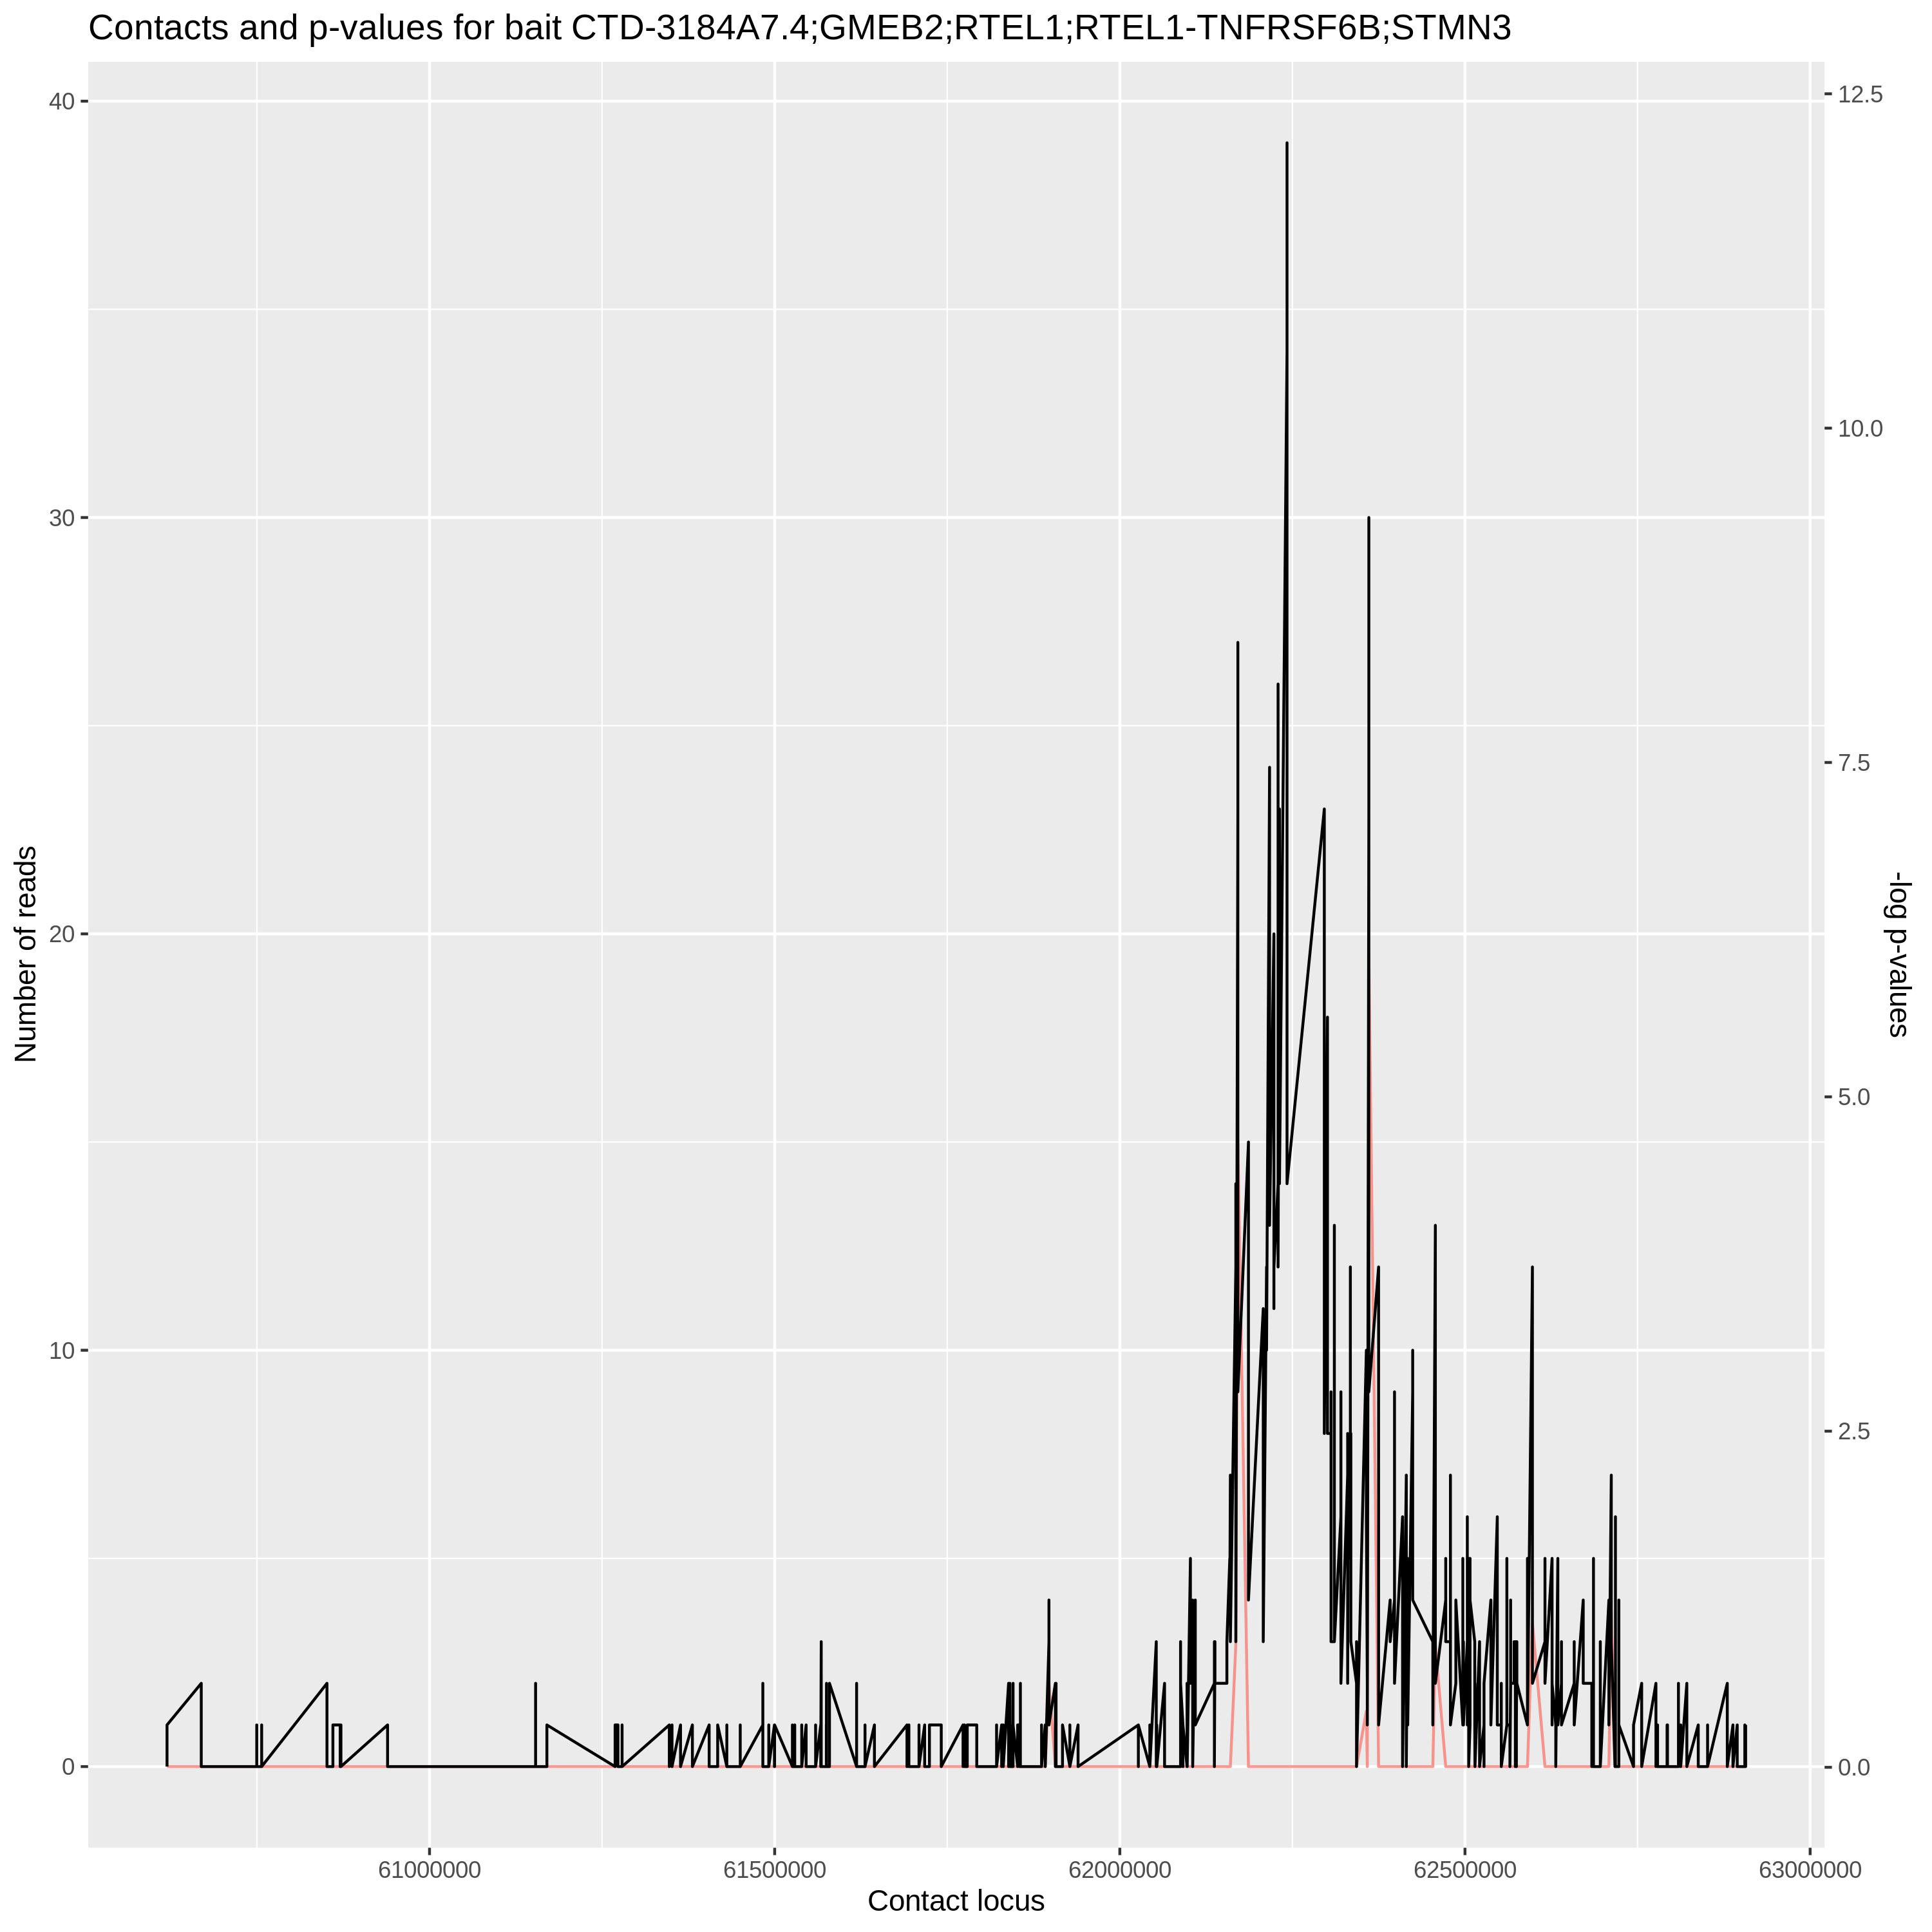 Contacts and p-values for bait CTD-3184A7.4;GMEB2;RTEL1;RTEL1-TNFRSF6B;STMN3
40
30
20
10
0
Number of reads
12.5
10.0
7.5
5.0
2.5
0.0
-log p-values
61000000 61500000 62000000 62500000 63000000
Contact locus